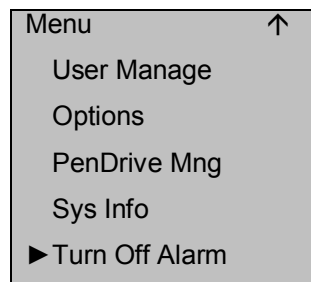 Menu ↑
User Manage
Options
PenDrive Mng
Sys Info
►Turn Off Alarm